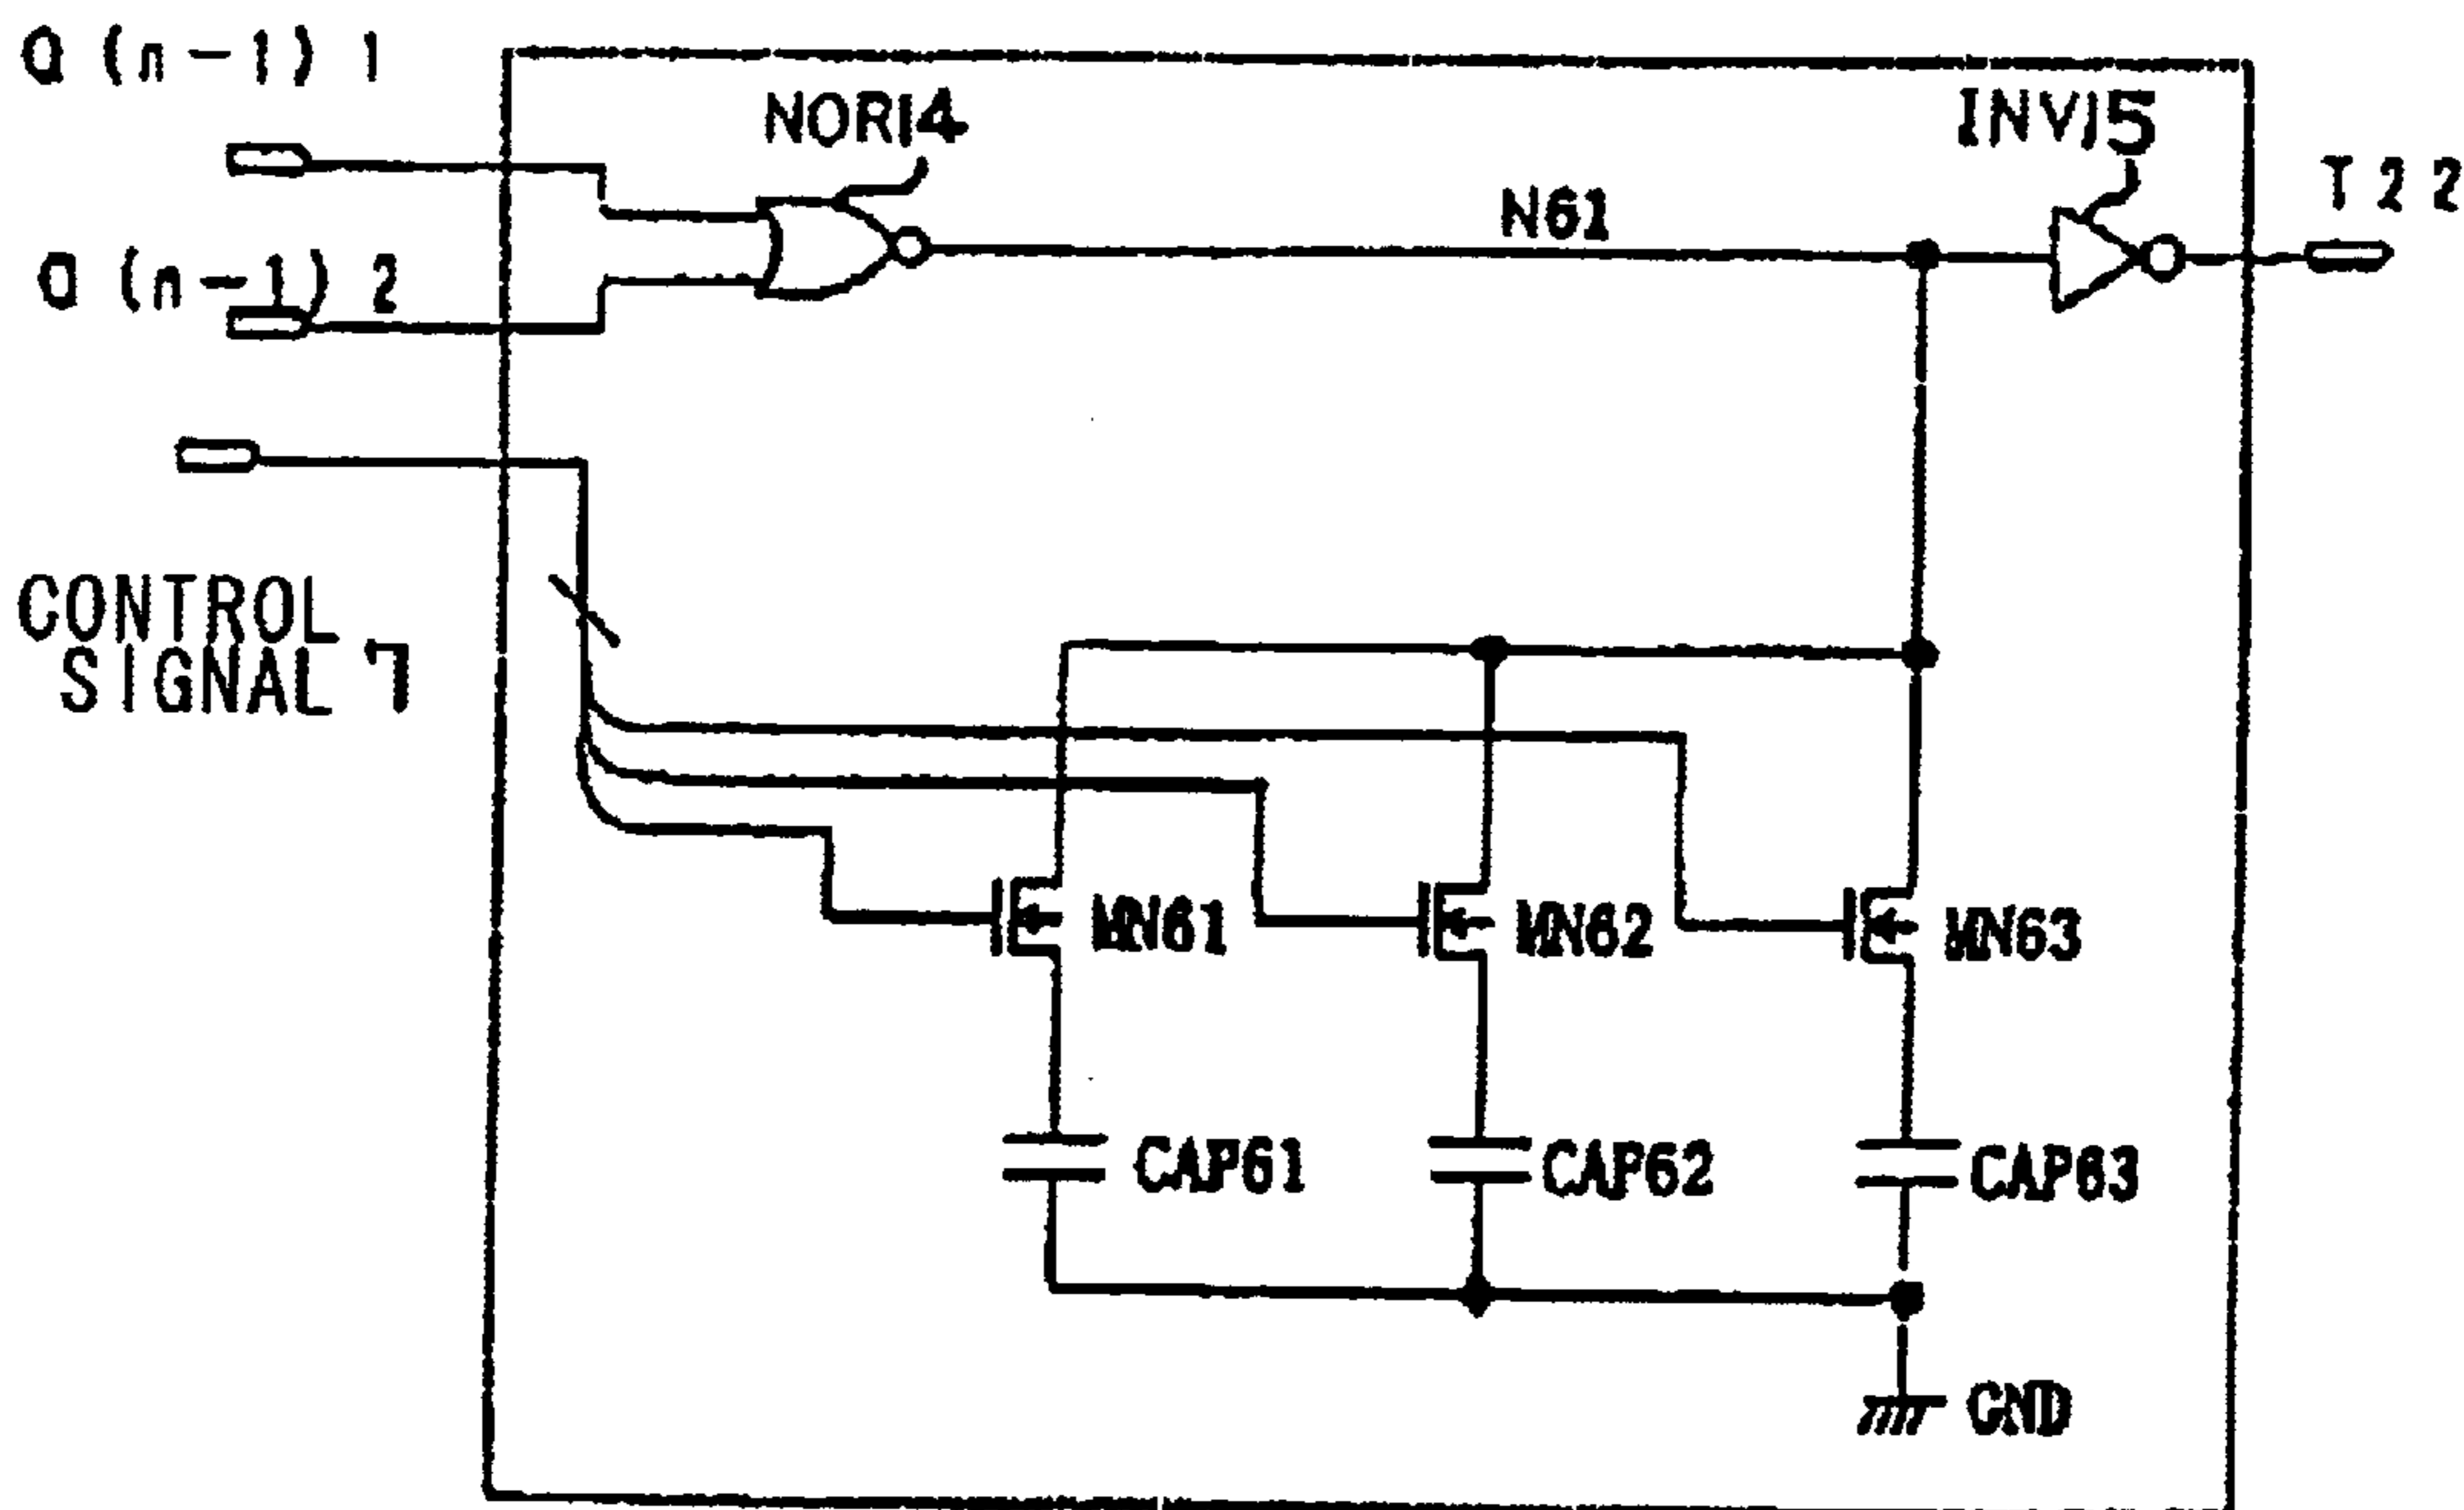 Q (n-1) 1
NOR14
INV15
T22
N61
Q (n-1) 2
CONTROL
SIGNAL 7
MN61
MN62
MN63
CAP61
CAP62
CAP63
GND